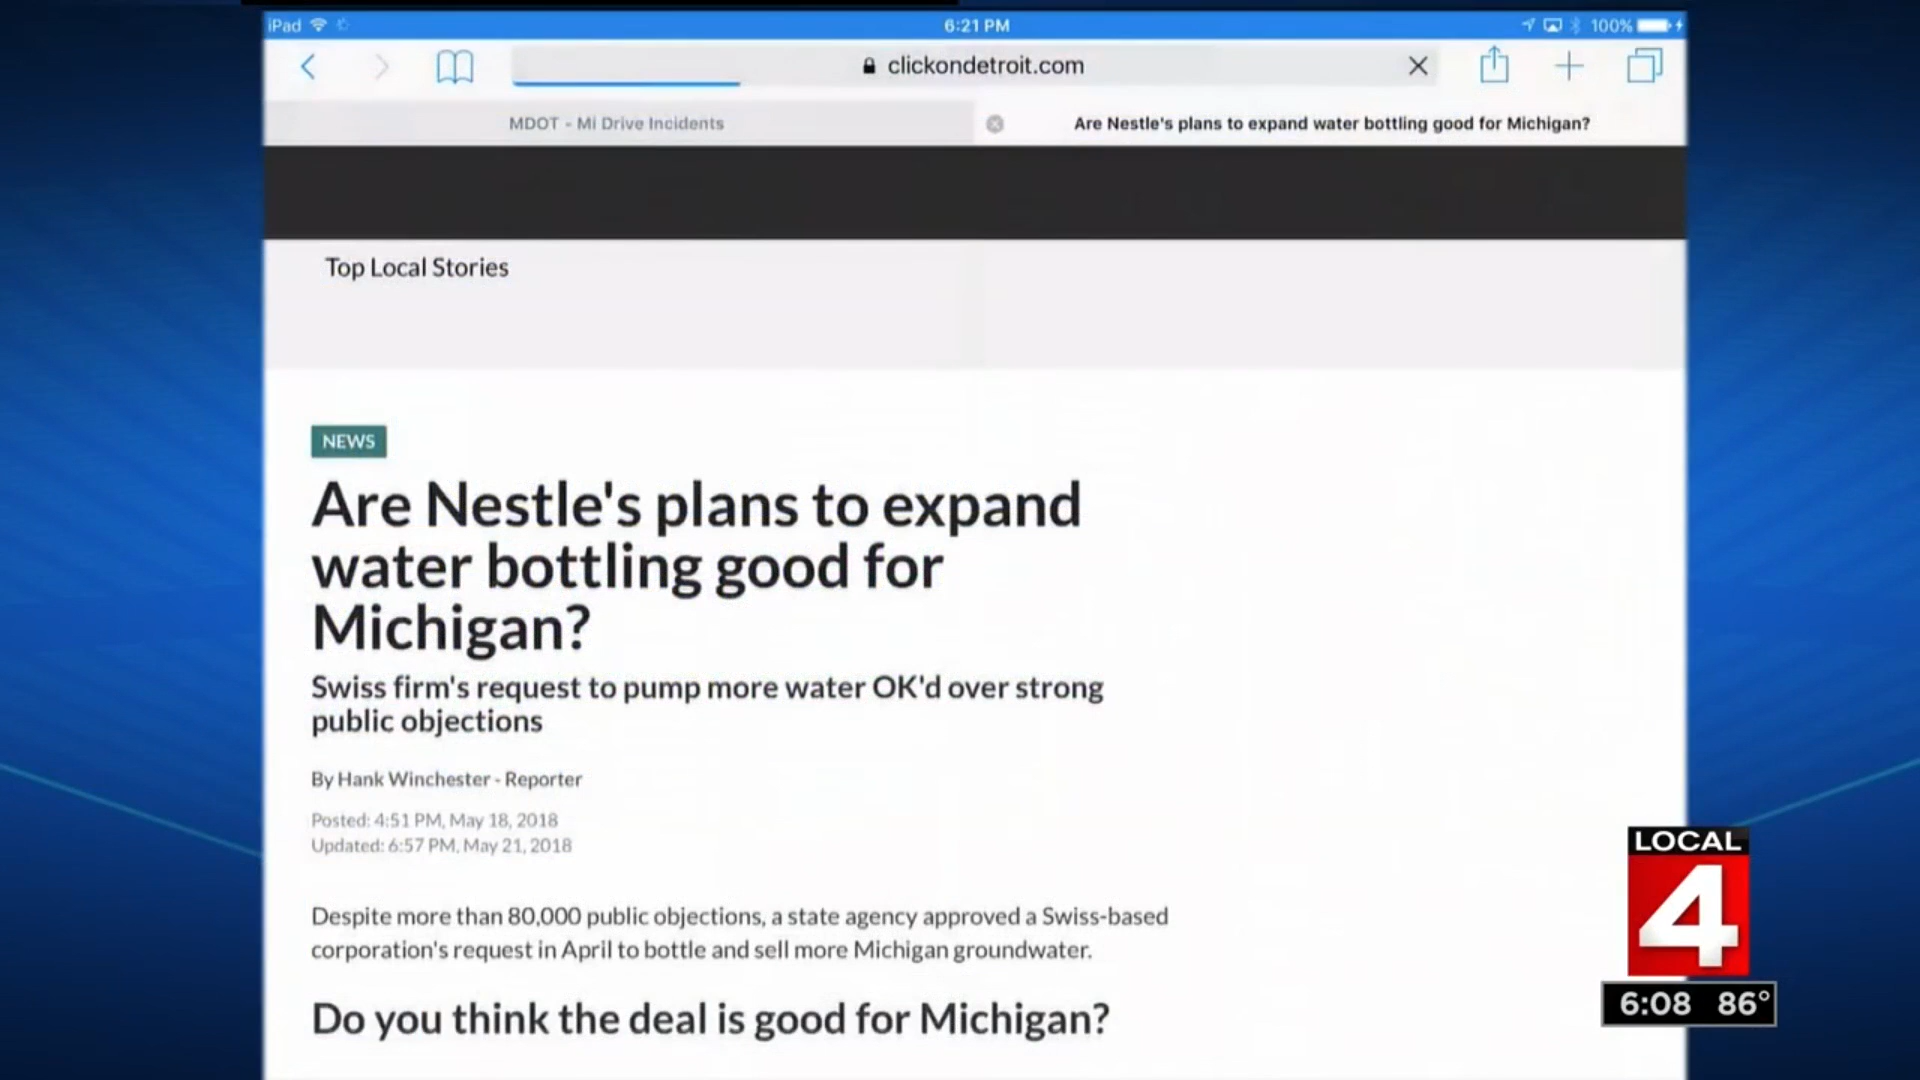 iPad
6:21 PM
100%
clickondetroit.com
MDOT - Mi Drive Incidents
Are Nestle's plans to expand water bottling good for Michigan?
Top Local Stories
NEWS
Are Nestle's plans to expand
water bottling good for
Michigan?
Swiss firm's request to pump more water OK'd over strong
public objections
By Hank Winchester - Reporter
Posted: 4:51 PM, May 18, 2018
Updated: 6:57 PM, May 21, 2018
Despite more than 80,000 public objections, a state agency approved a Swiss-based
corporation's request in April to bottle and sell more Michigan groundwater.
Do you think the deal is good for Michigan?
LOCAL
4
6:08 86°